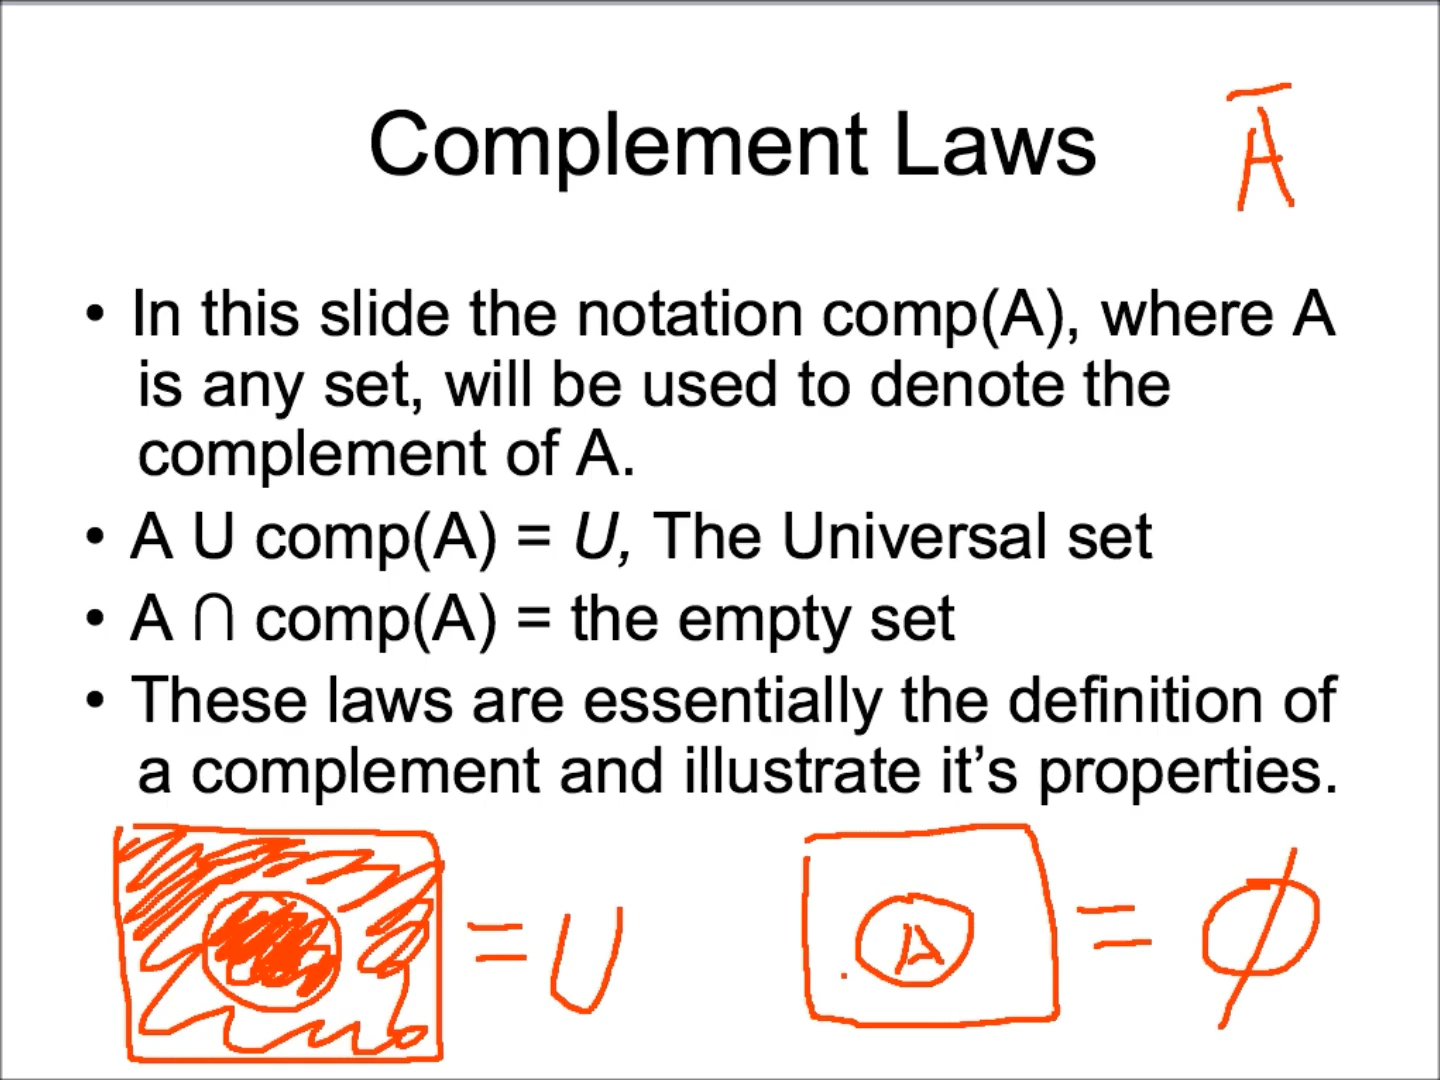 Complement Laws
A̅
• In this slide the notation comp(A), where A
is any set, will be used to denote the
complement of A.
• A U comp(A) = U, The Universal set
• A ∩ comp(A) = the empty set
• These laws are essentially the definition of
a complement and illustrate it’s properties.
= U
A = ϕ